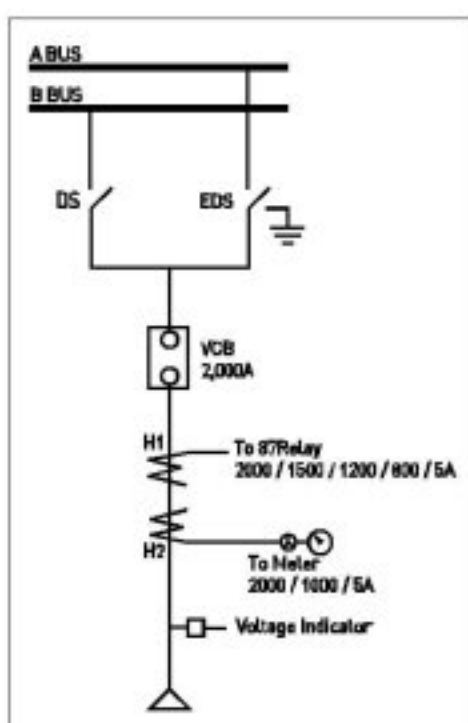 A BUS
B BUS
DS
EDS
VCB
2,000A
H1
To 87Relay
2000 / 1500 / 1200 / 800 / 5A
H2
To Meter
2000 / 1000 / 5A
Voltage Indicator